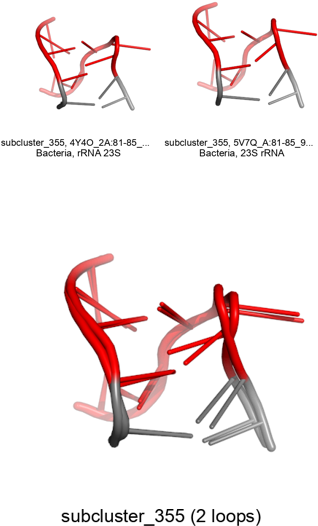 subcluster_355, 4Y4O_2A:81-85_...
Bacteria, rRNA 23S
subcluster_355, 5V7Q_A:81-85_9...
Bacteria, 23S rRNA
subcluster_355 (2 loops)